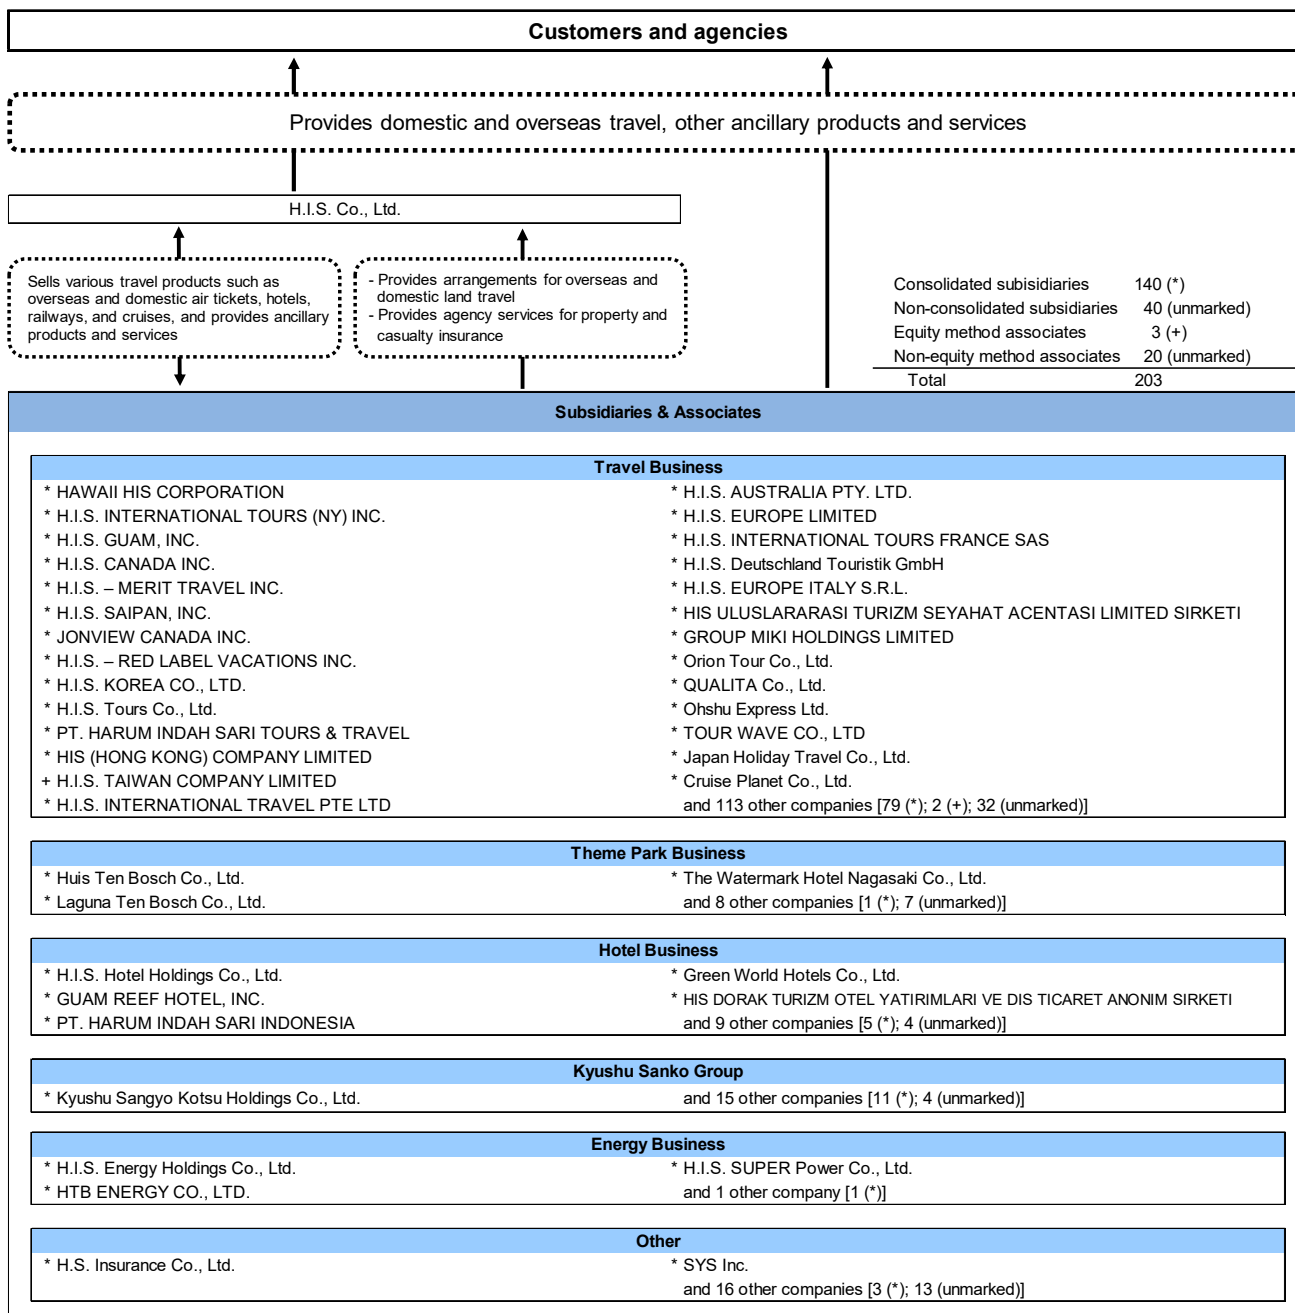 Customers and agencies
Provides domestic and overseas travel, other ancillary products and services
H.I.S. Co., Ltd.
Sells various travel products such as
overseas and domestic air tickets, hotels,
railways, and cruises, and provides ancillary
products and services
- Provides arrangements for overseas and
domestic land travel
- Provides agency services for property and
casualty insurance
Consolidated subisidiaries 140 (*)
Non-consolidated subsidiaries 40 (unmarked)
Equity method associates 3 (+)
Non-equity method associates 20 (unmarked)
Total 203
Subsidiaries & Associates
Travel Business
* HAWAII HIS CORPORATION
* H.I.S. INTERNATIONAL TOURS (NY) INC.
* H.I.S. GUAM, INC.
* H.I.S. CANADA INC.
* H.I.S. – MERIT TRAVEL INC.
* H.I.S. SAIPAN, INC.
* JONVIEW CANADA INC.
* H.I.S. – RED LABEL VACATIONS INC.
* H.I.S. KOREA CO., LTD.
* H.I.S. Tours Co., Ltd.
* PT. HARUM INDAH SARI TOURS & TRAVEL
* HIS (HONG KONG) COMPANY LIMITED
+ H.I.S. TAIWAN COMPANY LIMITED
* H.I.S. INTERNATIONAL TRAVEL PTE LTD
* H.I.S. AUSTRALIA PTY. LTD.
* H.I.S. EUROPE LIMITED
* H.I.S. INTERNATIONAL TOURS FRANCE SAS
* H.I.S. Deutschland Touristik GmbH
* H.I.S. EUROPE ITALY S.R.L.
* HIS ULUSLARARASI TURIZM SEYAHAT ACENTASI LIMITED SIRKETI
* GROUP MIKI HOLDINGS LIMITED
* Orion Tour Co., Ltd.
* QUALITA Co., Ltd.
* Ohshu Express Ltd.
* TOUR WAVE CO., LTD
* Japan Holiday Travel Co., Ltd.
* Cruise Planet Co., Ltd.
and 113 other companies [79 (*); 2 (+); 32 (unmarked)]
Theme Park Business
* Huis Ten Bosch Co., Ltd.
* Laguna Ten Bosch Co., Ltd.
* The Watermark Hotel Nagasaki Co., Ltd.
and 8 other companies [1 (*); 7 (unmarked)]
Hotel Business
* H.I.S. Hotel Holdings Co., Ltd.
* GUAM REEF HOTEL, INC.
* PT. HARUM INDAH SARI INDONESIA
* Green World Hotels Co., Ltd.
* HIS DORAK TURIZM OTEL YATIRIMLARI VE DIS TICARET ANONIM SIRKETI
and 9 other companies [5 (*); 4 (unmarked)]
Kyushu Sanko Group
* Kyushu Sangyo Kotsu Holdings Co., Ltd.
and 15 other companies [11 (*); 4 (unmarked)]
Energy Business
* H.I.S. Energy Holdings Co., Ltd.
* HTB ENERGY CO., LTD.
* H.I.S. SUPER Power Co., Ltd.
and 1 other company [1 (*)]
Other
* H.S. Insurance Co., Ltd.
* SYS Inc.
and 16 other companies [3 (*); 13 (unmarked)]